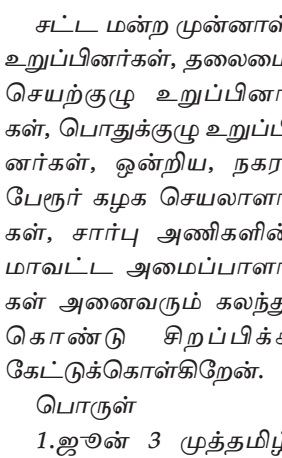 சட்ட மன்ற முன்னாள்
உறுப்பினர்கள், தலைமை
செயற்குழு உறுப்பினர்
கள், பொதுக்குழு உறுப்பி
னர்கள், ஒன்றிய, நகர,
பேரூர் கழக செயலாளர்
கள், சார்பு அணிகளின்
மாவட்ட அமைப்பாளர்
கள் அனைவரும் கலந்து
கொண்டு சிறப்பிக்க
கேட்டுக்கொள்கிறேன்.
பொருள்
1.ஜூன் 3 முத்தமிழ்